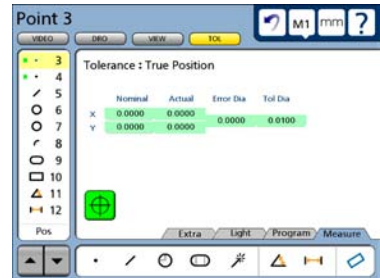 Point 3
M1 mm ?
VIDEO DRO VIEW TOL
3
4
5
6
7
8
9
10
11
12
Pos
Tolerance : True Position
Nominal Actual Error Dia Tol Dia
X 0.0000 0.0000 0.0000 0.0100
Y 0.0000 0.0000
Extra Light Program Measure